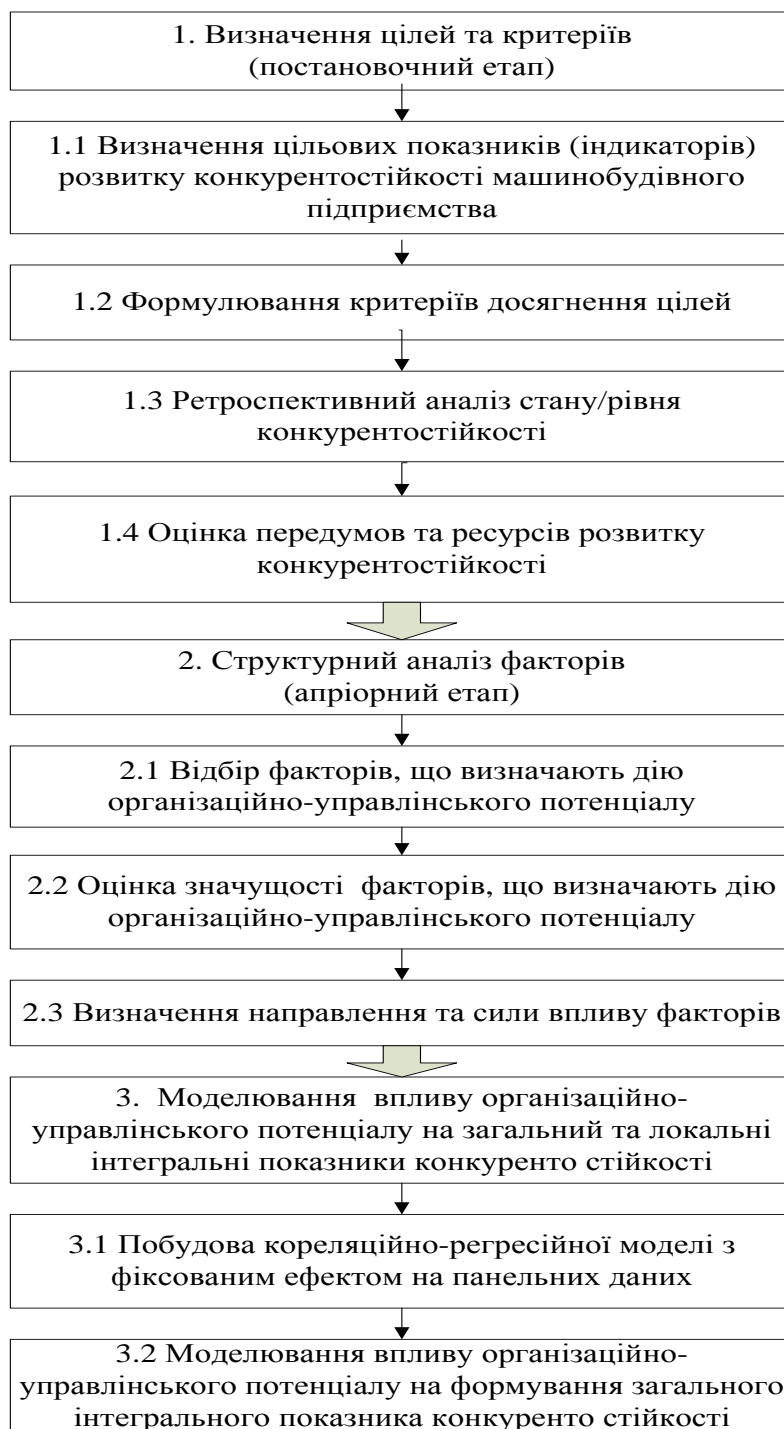 1. Визначення цілей та критеріїв
(постановочний етап)
1.1 Визначення цільових показників (індикаторів)
розвитку конкурентостійкості машинобудівного
підприємства
1.2 Формулювання критеріїв досягнення цілей
1.3 Ретроспективний аналіз стану/рівня
конкурентостійкості
1.4 Оцінка передумов та ресурсів розвитку
конкурентостійкості
2. Структурний аналіз факторів
(апріорний етап)
2.1 Відбір факторів, що визначають дію
організаційно-управлінського потенціалу
2.2 Оцінка значущості факторів, що визначають дію
організаційно-управлінського потенціалу
2.3 Визначення направлення та сили впливу факторів
3. Моделювання впливу організаційно-
управлінського потенціалу на загальний та локальні
інтегральні показники конкуренто стійкості
3.1 Побудова кореляційно-регресійної моделі з
фіксованим ефектом на панельних даних
3.2 Моделювання впливу організаційно-
управлінського потенціалу на формування загального
інтегрального показника конкуренто стійкості